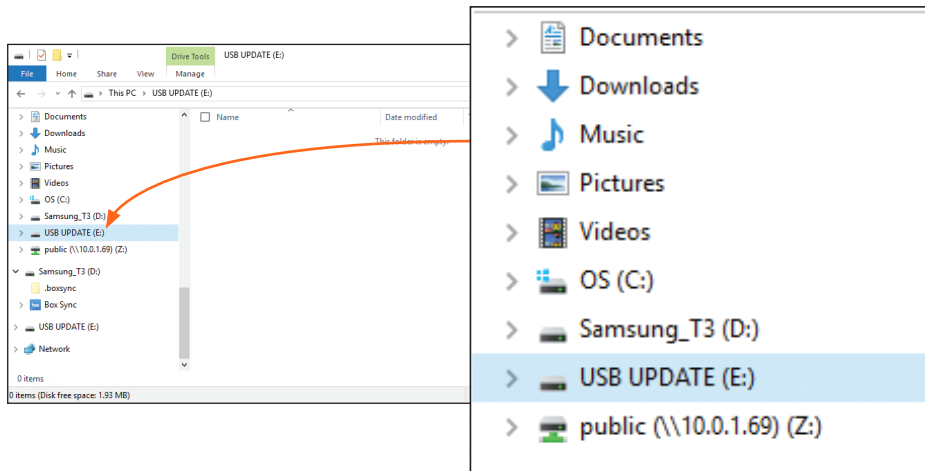 Drive Tools USB UPDATE (E:)
File Home Share View Manage
This PC > USB UPDATE (E:)
Name Date modified
This folder is empty.
Documents
Downloads
Music
Pictures
Videos
OS (C:)
Samsung_T3 (D:)
USB UPDATE (E:)
public (\\10.0.1.69) (Z:)
Samsung_T3 (D:)
.boxsync
Box Sync
USB UPDATE (E:)
Network
0 items
0 items (Disk free space: 1.93 MB)
Documents
Downloads
Music
Pictures
Videos
OS (C:)
Samsung_T3 (D:)
USB UPDATE (E:)
public (\\10.0.1.69) (Z:)